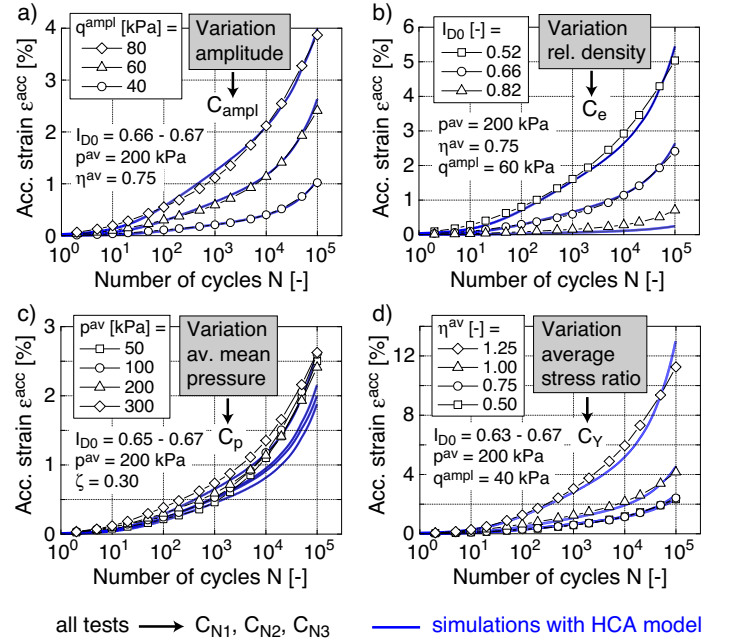 a)
q^ampl [kPa] =
80
60
40
Variation
amplitude
C_ampl
I_D0 = 0.66 - 0.67
p^av = 200 kPa
η^av = 0.75
Acc. strain ε^acc [%]
4
3
2
1
0
10^0 10^1 10^2 10^3 10^4 10^5
Number of cycles N [-]
b)
I_D0 [-] =
0.52
0.66
0.82
Variation
rel. density
C_e
p^av = 200 kPa
η^av = 0.75
q^ampl = 60 kPa
Acc. strain ε^acc [%]
6
5
4
3
2
1
0
10^0 10^1 10^2 10^3 10^4 10^5
Number of cycles N [-]
c)
p^av [kPa] =
50
100
200
300
Variation
av. mean
pressure
C_p
I_D0 = 0.65 - 0.67
p^av = 200 kPa
ζ = 0.30
Acc. strain ε^acc [%]
3
2
1
0
10^0 10^1 10^2 10^3 10^4 10^5
Number of cycles N [-]
d)
η^av [-] =
1.25
1.00
0.75
0.50
Variation
average
stress ratio
C_Y
I_D0 = 0.63 - 0.67
p^av = 200 kPa
q^ampl = 40 kPa
Acc. strain ε^acc [%]
12
8
4
0
10^0 10^1 10^2 10^3 10^4 10^5
Number of cycles N [-]
all tests C_N1, C_N2, C_N3 simulations with HCA model